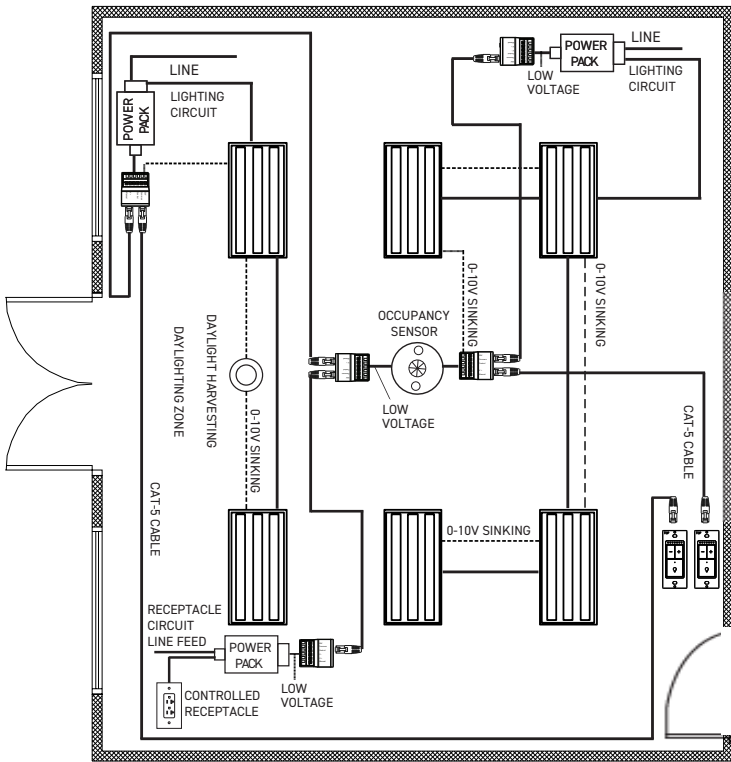 LINE
LIGHTING
CIRCUIT
POWER
PACK
LOW
VOLTAGE
POWER
PACK
LINE
LIGHTING
CIRCUIT
0-10V SINKING
0-10V SINKING
OCCUPANCY
SENSOR
LOW
VOLTAGE
DAYLIGHT HARVESTING
DAYLIGHTING ZONE
0-10V SINKING
CAT-5 CABLE
CAT-5 CABLE
0-10V SINKING
RECEPTACLE
CIRCUIT
LINE FEED
POWER
PACK
LOW
VOLTAGE
CONTROLLED
RECEPTACLE